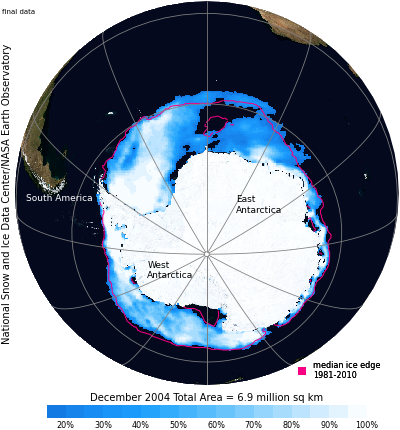 final data
National Snow and Ice Data Center/NASA Earth Observatory
South America
East
Antarctica
West
Antarctica
median ice edge
1981-2010
December 2004 Total Area = 6.9 million sq km
20% 30% 40% 50% 60% 70% 80% 90% 100%